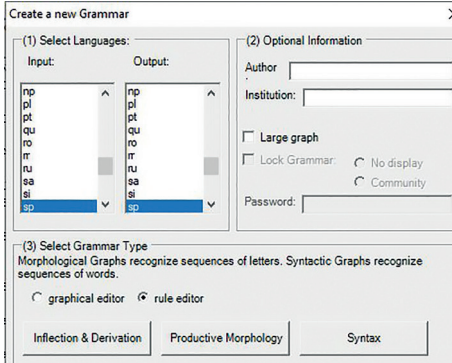 Create a new Grammar
(1) Select Languages:
Input: Output:
np np
pl pl
pt pt
qu qu
ro ro
rr rr
ru ru
sa sa
si si
sp sp
(2) Optional Information
Author
Institution:
Large graph
Lock Grammar: No display
Community
Password:
(3) Select Grammar Type
Morphological Graphs recognize sequences of letters. Syntactic Graphs recognize
sequences of words.
graphical editor rule editor
Inflection & Derivation Productive Morphology Syntax